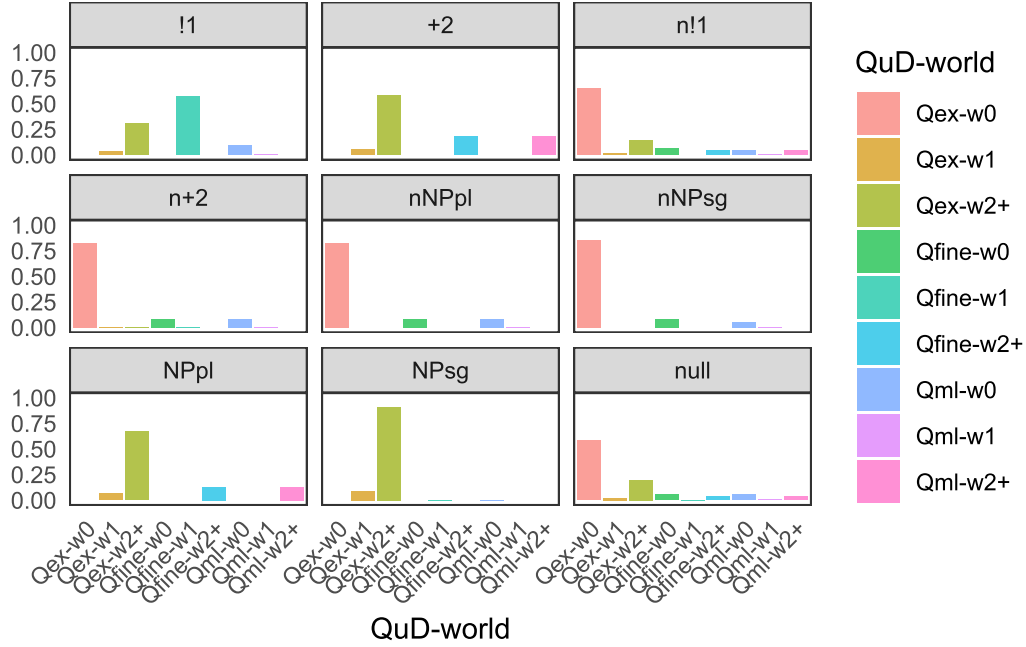 !1
+2
n!1
1.00
0.75
0.50
0.25
0.00
n+2
nNPpl
nNPsg
1.00
0.75
0.50
0.25
0.00
NPpl
NPsg
null
1.00
0.75
0.50
0.25
0.00
Qex-w0
Qex-w1
Qex-w2+
Qfine-w0
Qfine-w1
Qfine-w2+
Qml-w0
Qml-w1
Qml-w2+
Qex-w0
Qex-w1
Qex-w2+
Qfine-w0
Qfine-w1
Qfine-w2+
Qml-w0
Qml-w1
Qml-w2+
Qex-w0
Qex-w1
Qex-w2+
Qfine-w0
Qfine-w1
Qfine-w2+
Qml-w0
Qml-w1
Qml-w2+
QuD-world
QuD-world
Qex-w0
Qex-w1
Qex-w2+
Qfine-w0
Qfine-w1
Qfine-w2+
Qml-w0
Qml-w1
Qml-w2+